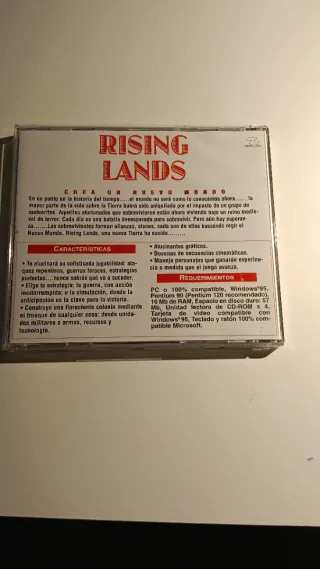 RISING
LANDS
CREA UN NUEVO MUNDO
En un punto en la historia del tiempo.....el mundo no será como lo conocemos ahora......, la
mayor parte de la vida sobre la Tierra habrá sido aniquilada por el impacto de un grupo de
meteoritos. Aquellos afortunados que sobrevivieron están ahora viviendo bajo un reino medie-
val de terror. Cada día es una batalla desesperada para sobrevivir. Pero aún hay esperan-
za.......Los sobrevivientes forman alianzas, clanes, cada uno de ellos buscando regir el
Nuevo Mundo. Rising Lands, una nueva Tierra ha nacido........
CARACTERÍSTICAS
• Te alucinará su sofisticada jugabilidad: ata-
ques repentinos, guerras feroces, estrategias
perfectas....nunca sabrás qué va a suceder.
• Elige la estrategia: la guerra, con acción
ininterrumpida; o la simulación, donde la
anticipación es la clave para la victoria.
• Construye una floreciente colonia mediante
el trueque de cualquier cosa: desde unida-
des militares a armas, recursos y
tecnología.
• Alucinantes gráficos.
• Docenas de secuencias cinemáticas.
• Maneja personajes que ganarán experien-
cia a medida que el juego avanza.
REQUERIMIENTOS
PC o 100% compatible, Windows*95,
Pentium 90 (Pentium 120 recomendado),
16 Mb de RAM, Espacio en disco duro: 57
Mb, Unidad lectora de CD-ROM x 4,
Tarjeta de vídeo compatible con
Windows*95, Teclado y ratón 100% com-
patible Microsoft.